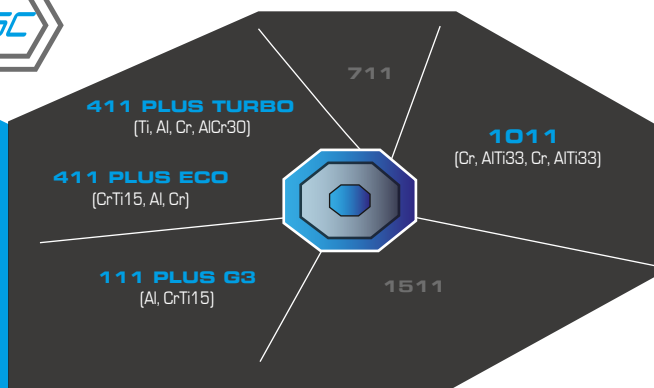 SC
711
411 PLUS TURBO
(Ti, Al, Cr, AlCr30)
1011
(Cr, AlTi33, Cr, AlTi33)
411 PLUS ECO
(CrTi15, Al, Cr)
111 PLUS G3
(Al, CrTi15)
1511